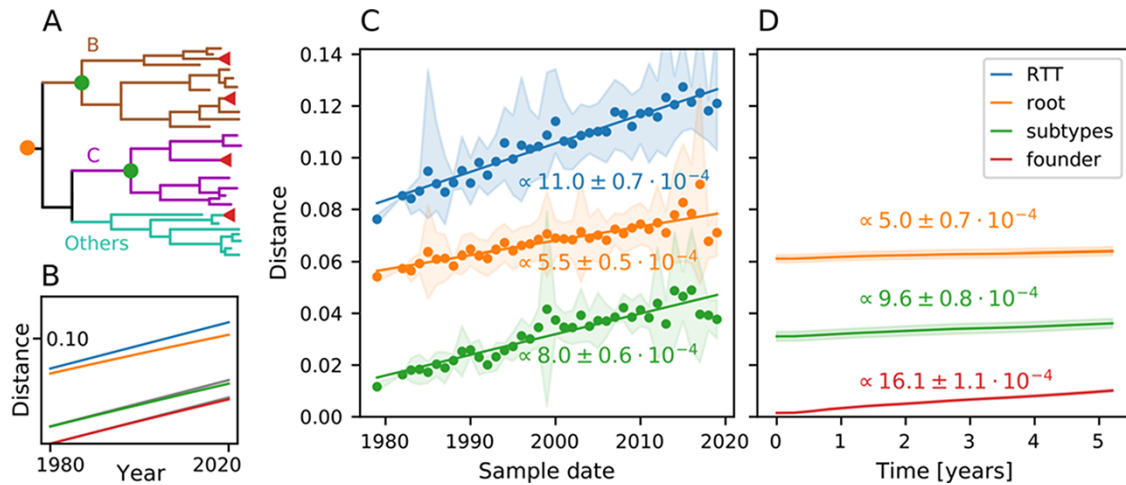 A
B
C
Others
B
Distance
0.10
1980
2020
Year
C
Distance
0.14
0.12
0.10
0.08
0.06
0.04
0.02
0.00
∝ 11.0 ± 0.7 · 10⁻⁴
∝ 5.5 ± 0.5 · 10⁻⁴
∝ 8.0 ± 0.6 · 10⁻⁴
1980 1990 2000 2010 2020
Sample date
D
RTT
root
subtypes
founder
∝ 5.0 ± 0.7 · 10⁻⁴
∝ 9.6 ± 0.8 · 10⁻⁴
∝ 16.1 ± 1.1 · 10⁻⁴
0 1 2 3 4 5
Time [years]